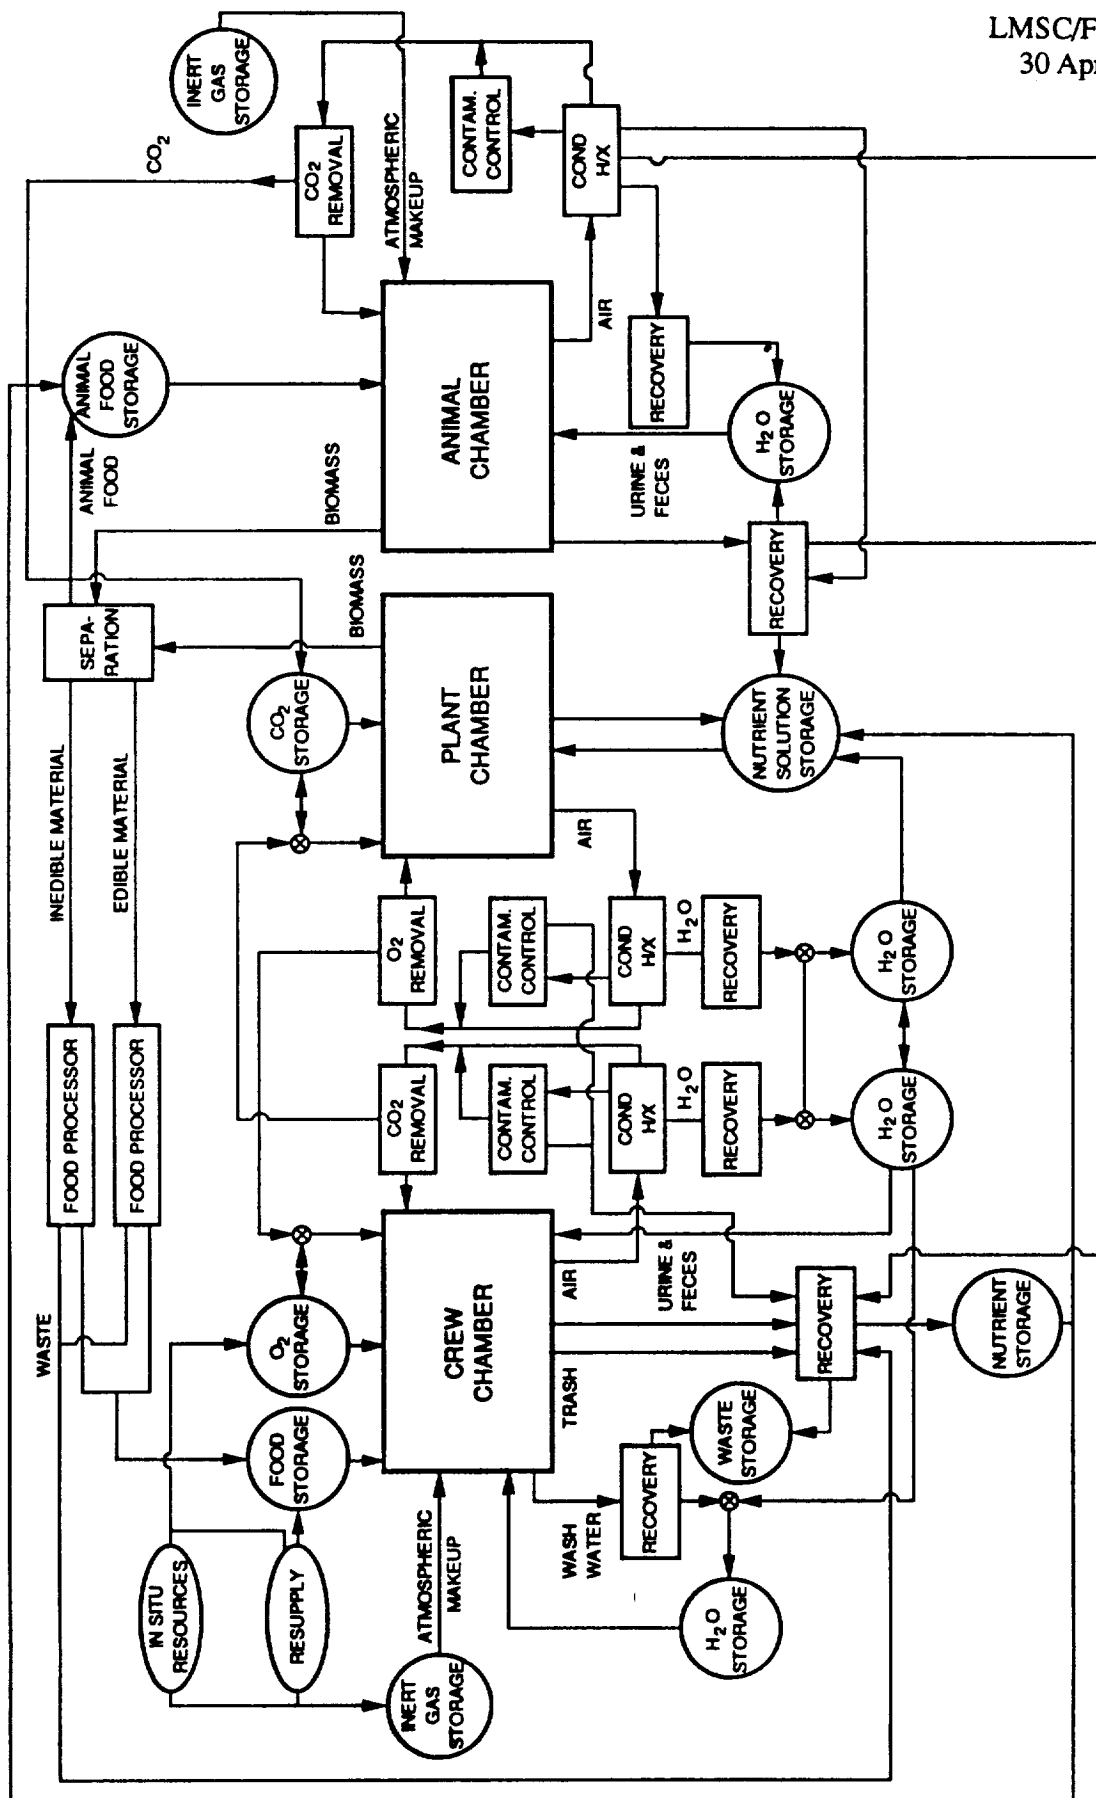 LMSC/F
30 Apr
WASTE
INEDIBLE MATERIAL
FOOD PROCESSOR
EDIBLE MATERIAL
FOOD PROCESSOR
SEPA-
RATION
ANIMAL
FOOD
ANIMAL
FOOD
STORAGE
CO2
INERT
GAS
STORAGE
IN SITU
RESOURCES
RESUPPLY
FOOD
STORAGE
O2
STORAGE
CO2
STORAGE
BIOMASS
BIOMASS
CO2
REMOVAL
ATMOSPHERIC
MAKEUP
INERT
GAS
STORAGE
ATMOSPHERIC
MAKEUP
CREW
CHAMBER
CO2
REMOVAL
O2
REMOVAL
PLANT
CHAMBER
ANIMAL
CHAMBER
CONTAM.
CONTROL
CONTAM.
CONTROL
CONTAM.
CONTROL
WASH
WATER
TRASH
AIR
COND
H/X
COND
H/X
AIR
AIR
COND
H/X
RECOVERY
URINE &
FECES
H2O
H2O
URINE &
FECES
RECOVERY
H2O
STORAGE
WASTE
STORAGE
RECOVERY
RECOVERY
NUTRIENT
SOLUTION
STORAGE
RECOVERY
H2O
STORAGE
RECOVERY
H2O
STORAGE
H2O
STORAGE
NUTRIENT
STORAGE